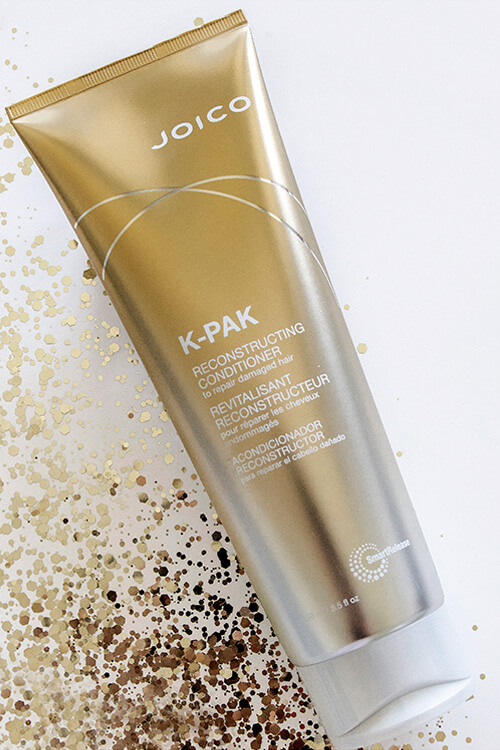 JOICO
K-PAK
RECONSTRUCTING
CONDITIONER
to repair damaged hair
REVITALISANT
RECONSTRUCTEUR
pour réparer les cheveux
endommagés
ACONDICIONADOR
RECONSTRUCTOR
para reparar el cabello dañado
SmartRelease
8.5 fl oz